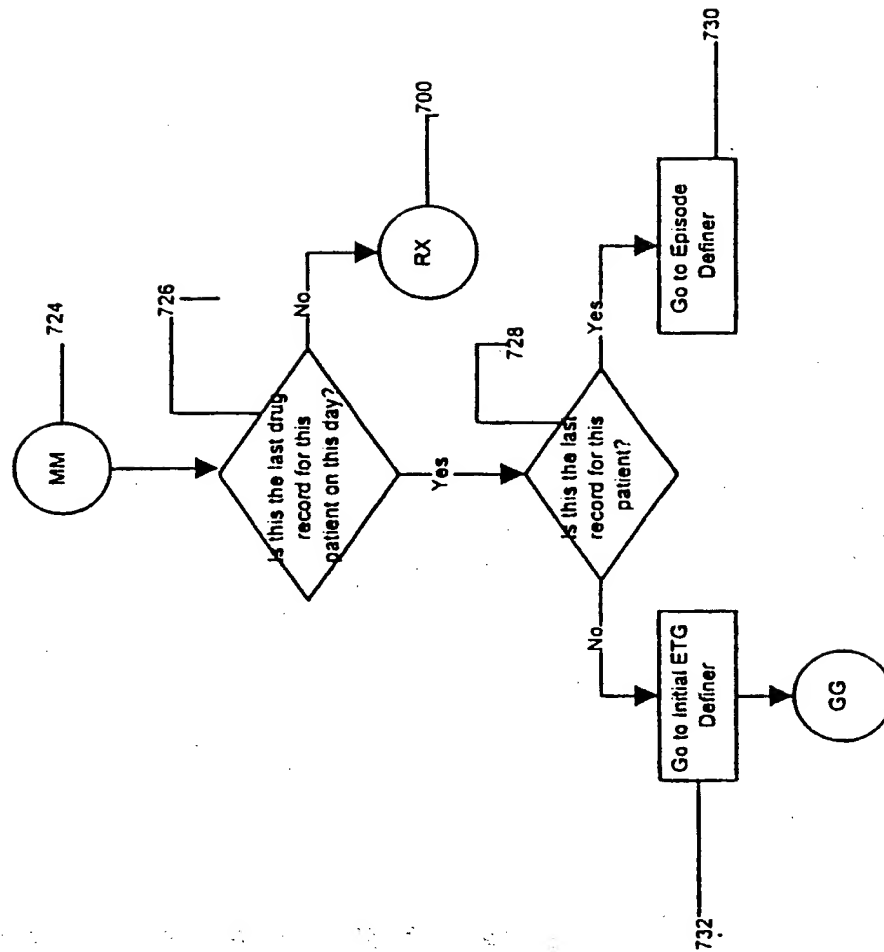 MM
724
Is this the last drug
record for this
patient on this day?
726
No
RX
700
Yes
Is this the last
record for this
patient?
728
No
Yes
Go to Initial ETG
Definer
732
Go to Episode
Definer
730
GG